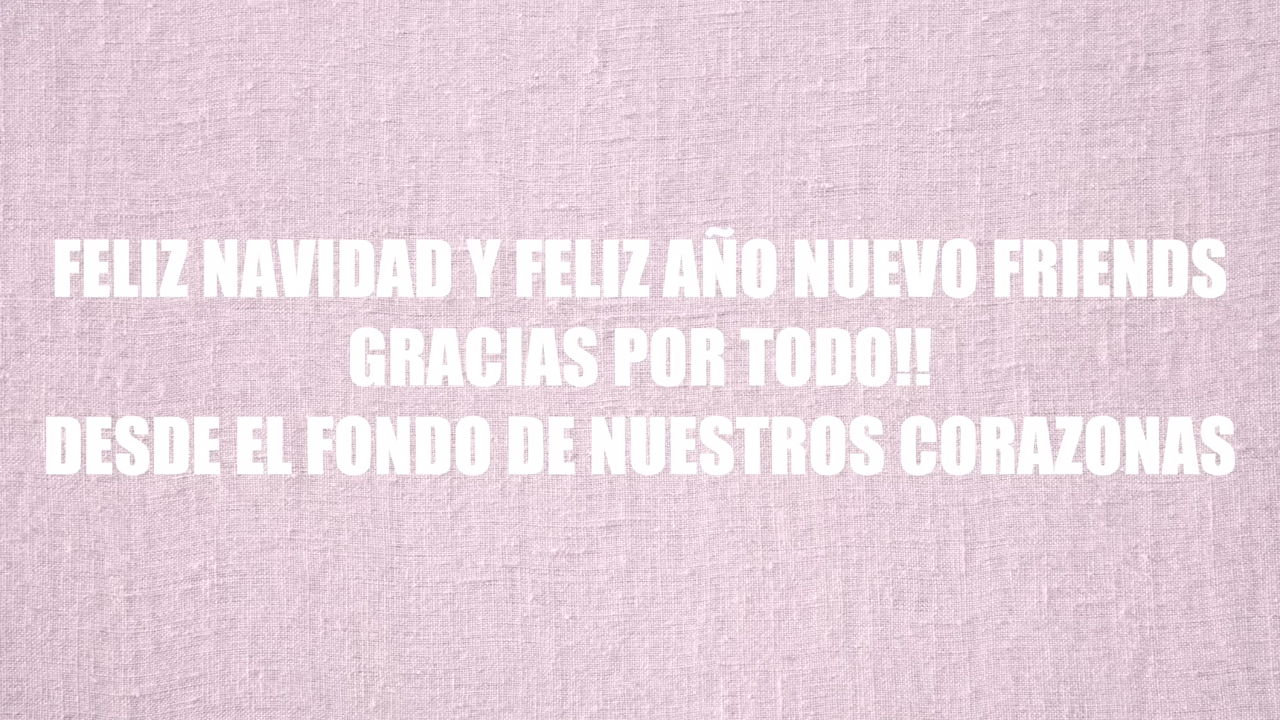 FELIZ NAVIDAD Y FELIZ AÑO NUEVO FRIENDS
GRACIAS POR TODO!!
DESDE EL FONDO DE NUESTROS CORAZONAS